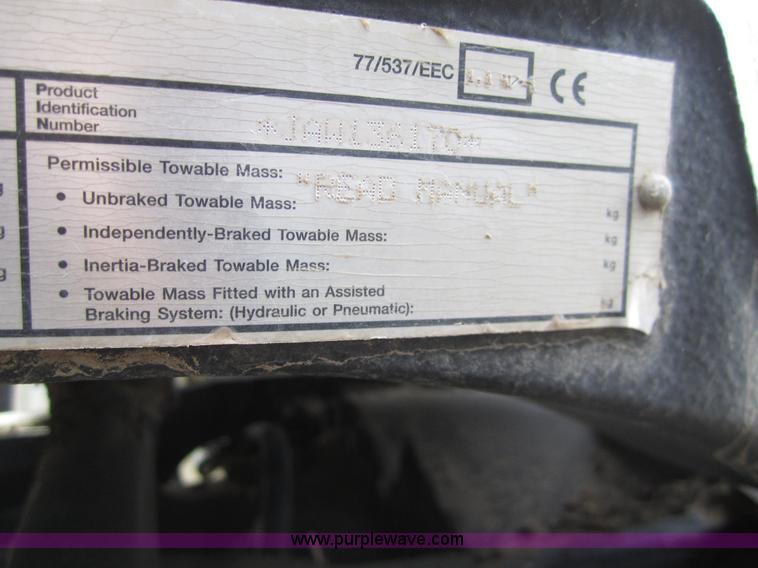 77/537/EEC CE
Product
Identification
Number
*JAW136170*
Permissible Towable Mass:
"READ MANUAL"
• Unbraked Towable Mass: kg
• Independently-Braked Towable Mass: kg
• Inertia-Braked Towable Mass: kg
• Towable Mass Fitted with an Assisted
Braking System: (Hydraulic or Pneumatic): kg
www.purplewave.com